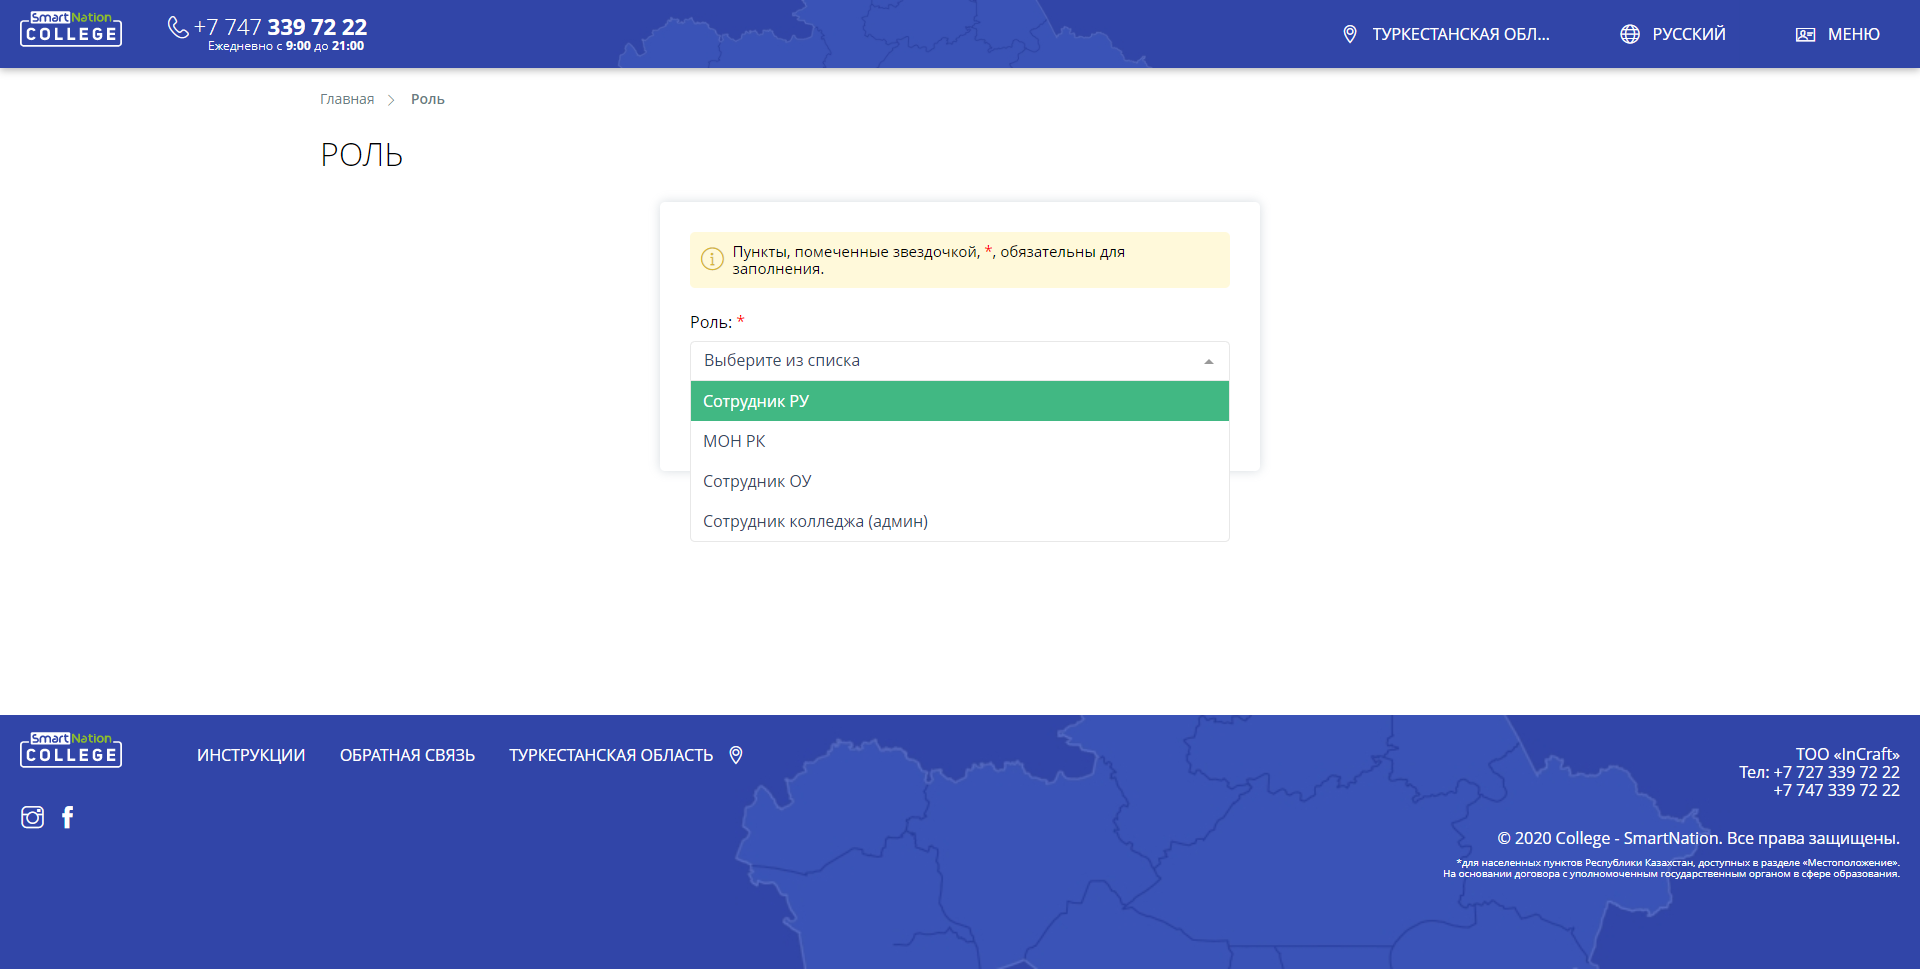 SmartNation
COLLEGE
+7 747 339 72 22
Ежедневно с 9:00 до 21:00
ТУРКЕСТАНСКАЯ ОБЛ...
РУССКИЙ
МЕНЮ
Главная
Роль
РОЛЬ
Пункты, помеченные звездочкой, *, обязательны для
заполнения.
Роль: *
Выберите из списка
Сотрудник РУ
МОН РК
Сотрудник ОУ
Сотрудник колледжа (админ)
SmartNation
COLLEGE
ИНСТРУКЦИИ
ОБРАТНАЯ СВЯЗЬ
ТУРКЕСТАНСКАЯ ОБЛАСТЬ
ТОО «InCraft»
Тел: +7 727 339 72 22
+7 747 339 72 22
© 2020 College - SmartNation. Все права защищены.
*для населенных пунктов Республики Казахстан, доступных в разделе «Местоположение».
На основании договора с уполномоченным государственным органом в сфере образования.